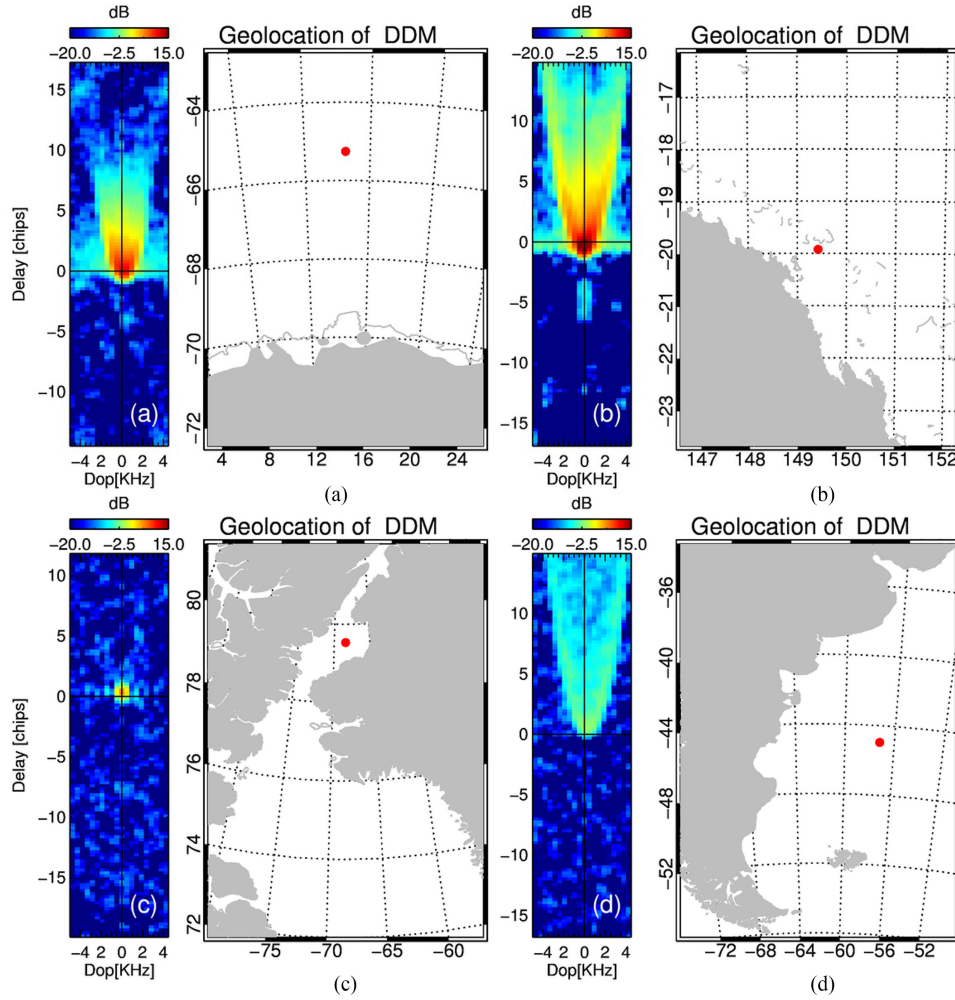 dB
−20.0 −2.5 15.0
Geolocation of DDM
15
10
5
0
−5
−10
Delay [chips]
(a)
−4 −2 0 2 4
Dop[KHz]
−64
−66
−68
−70
−72
4 8 12 16 20 24
(a)
dB
−20.0 −2.5 15.0
Geolocation of DDM
10
5
0
−5
−10
−15
(b)
−4 −2 0 2 4
Dop[KHz]
−17
−18
−19
−20
−21
−22
−23
147 148 149 150 151 152
(b)
dB
−20.0 −2.5 15.0
Geolocation of DDM
10
5
0
−5
−10
−15
Delay [chips]
(c)
−4 −2 0 2 4
Dop[KHz]
80
78
76
74
72
−75 −70 −65 −60
(c)
dB
−20.0 −2.5 15.0
Geolocation of DDM
10
5
0
−5
−10
−15
(d)
−4 −2 0 2 4
Dop[KHz]
−36
−40
−44
−48
−52
−72 −68 −64 −60 −56 −52
(d)